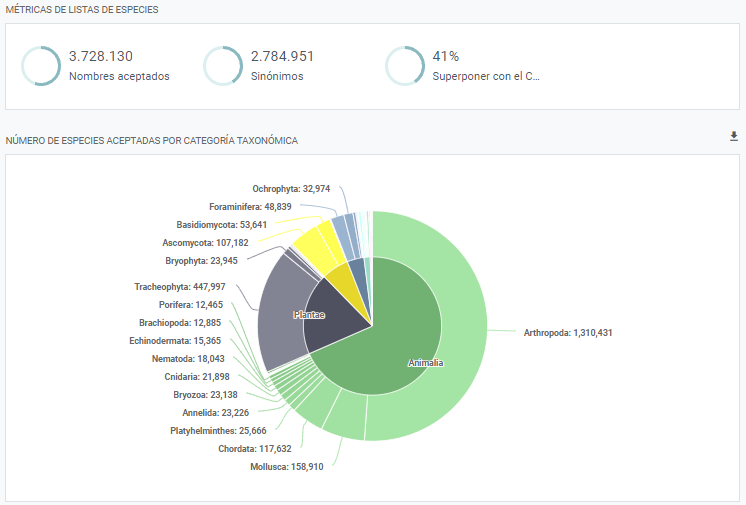 MÉTRICAS DE LISTAS DE ESPECIES
3.728.130
Nombres aceptados
2.784.951
Sinónimos
41%
Superponer con el C...
NÚMERO DE ESPECIES ACEPTADAS POR CATEGORÍA TAXONÓMICA
Ochrophyta: 32,974
Foraminifera: 48,839
Basidiomycota: 53,641
Ascomycota: 107,182
Bryophyta: 23,945
Tracheophyta: 447,997
Porifera: 12,465
Brachiopoda: 12,885
Echinodermata: 15,365
Nematoda: 18,043
Cnidaria: 21,898
Bryozoa: 23,138
Annelida: 23,226
Platyhelminthes: 25,666
Chordata: 117,632
Mollusca: 158,910
Plantae
Animalia
Arthropoda: 1,310,431